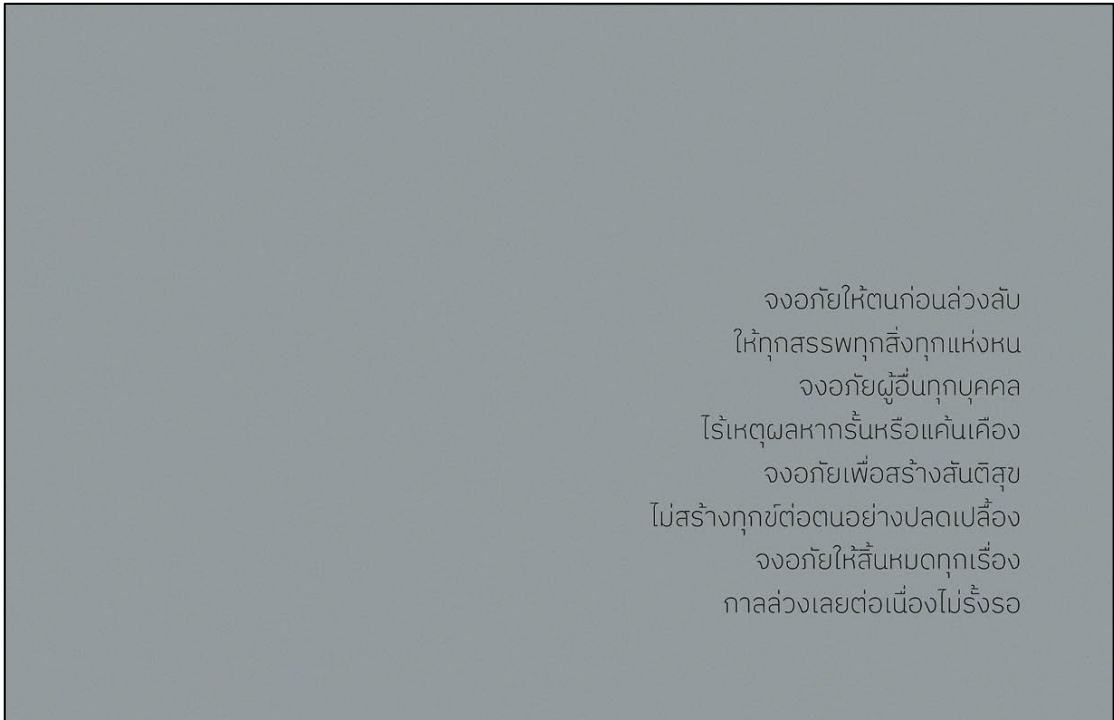 จงอภัยให้ตนก่อนล่วงลับ
ให้ทุกสรรพทุกสิ่งทุกแห่งหน
จงอภัยผู้อื่นทุกบุคคล
ไร้เหตุผลหากรั้นหรือแค้นเคือง
จงอภัยเพื่อสร้างสันติสุข
ไม่สร้างทุกข์ต่อตนอย่างปลดเปลื้อง
จงอภัยให้สิ้นหมดทุกเรื่อง
กาลล่วงเลยต่อเนื่องไม่รั้งรอ